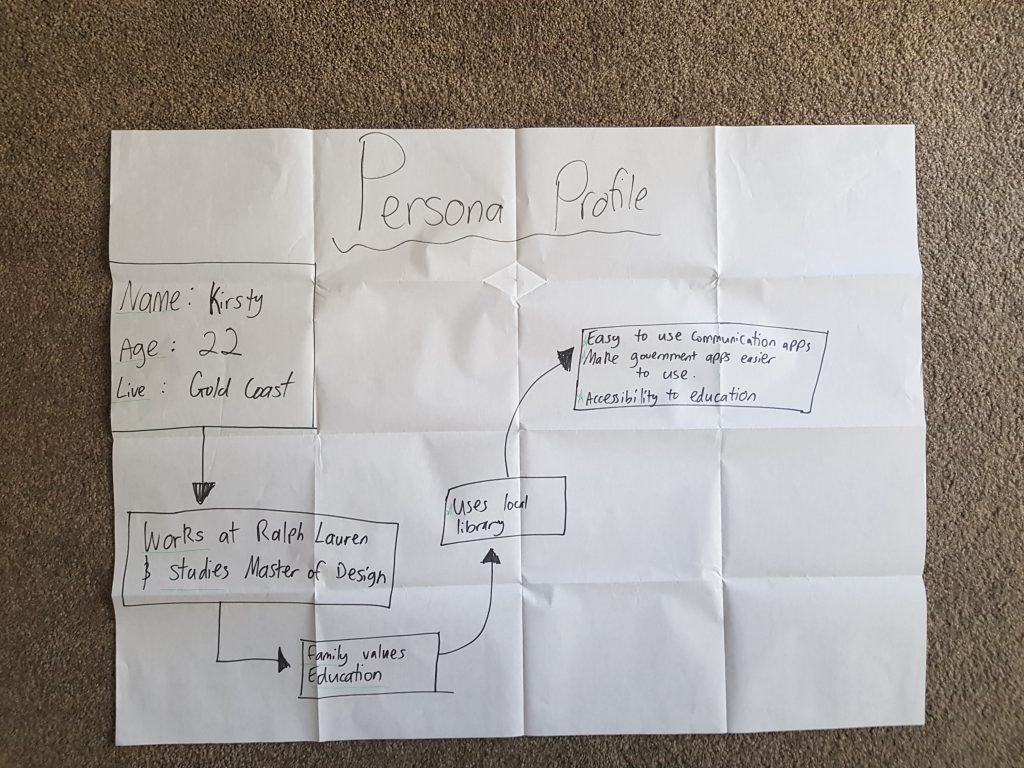 Persona Profile
Name: Kirsty
Age: 22
Live: Gold Coast
Works at Ralph Lauren
& studies Master of Design
Family values
Education
Uses local
library
Easy to use communication apps
Make government apps easier
to use.
Accessibility to education